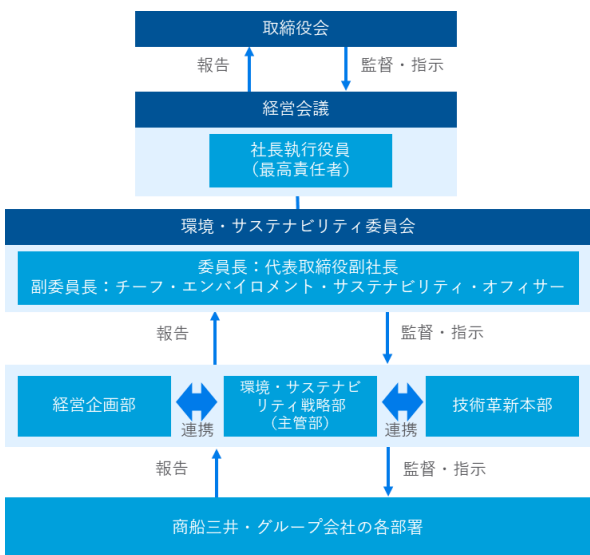 取締役会
報告
監督・指示
経営会議
社長執行役員
（最高責任者）
環境・サステナビリティ委員会
委員長：代表取締役副社長
副委員長：チーフ・エンバイロメント・サステナビリティ・オフィサー
報告
監督・指示
経営企画部
連携
環境・サステナビ
リティ戦略部
（主管部）
連携
技術革新本部
報告
監督・指示
商船三井・グループ会社の各部署